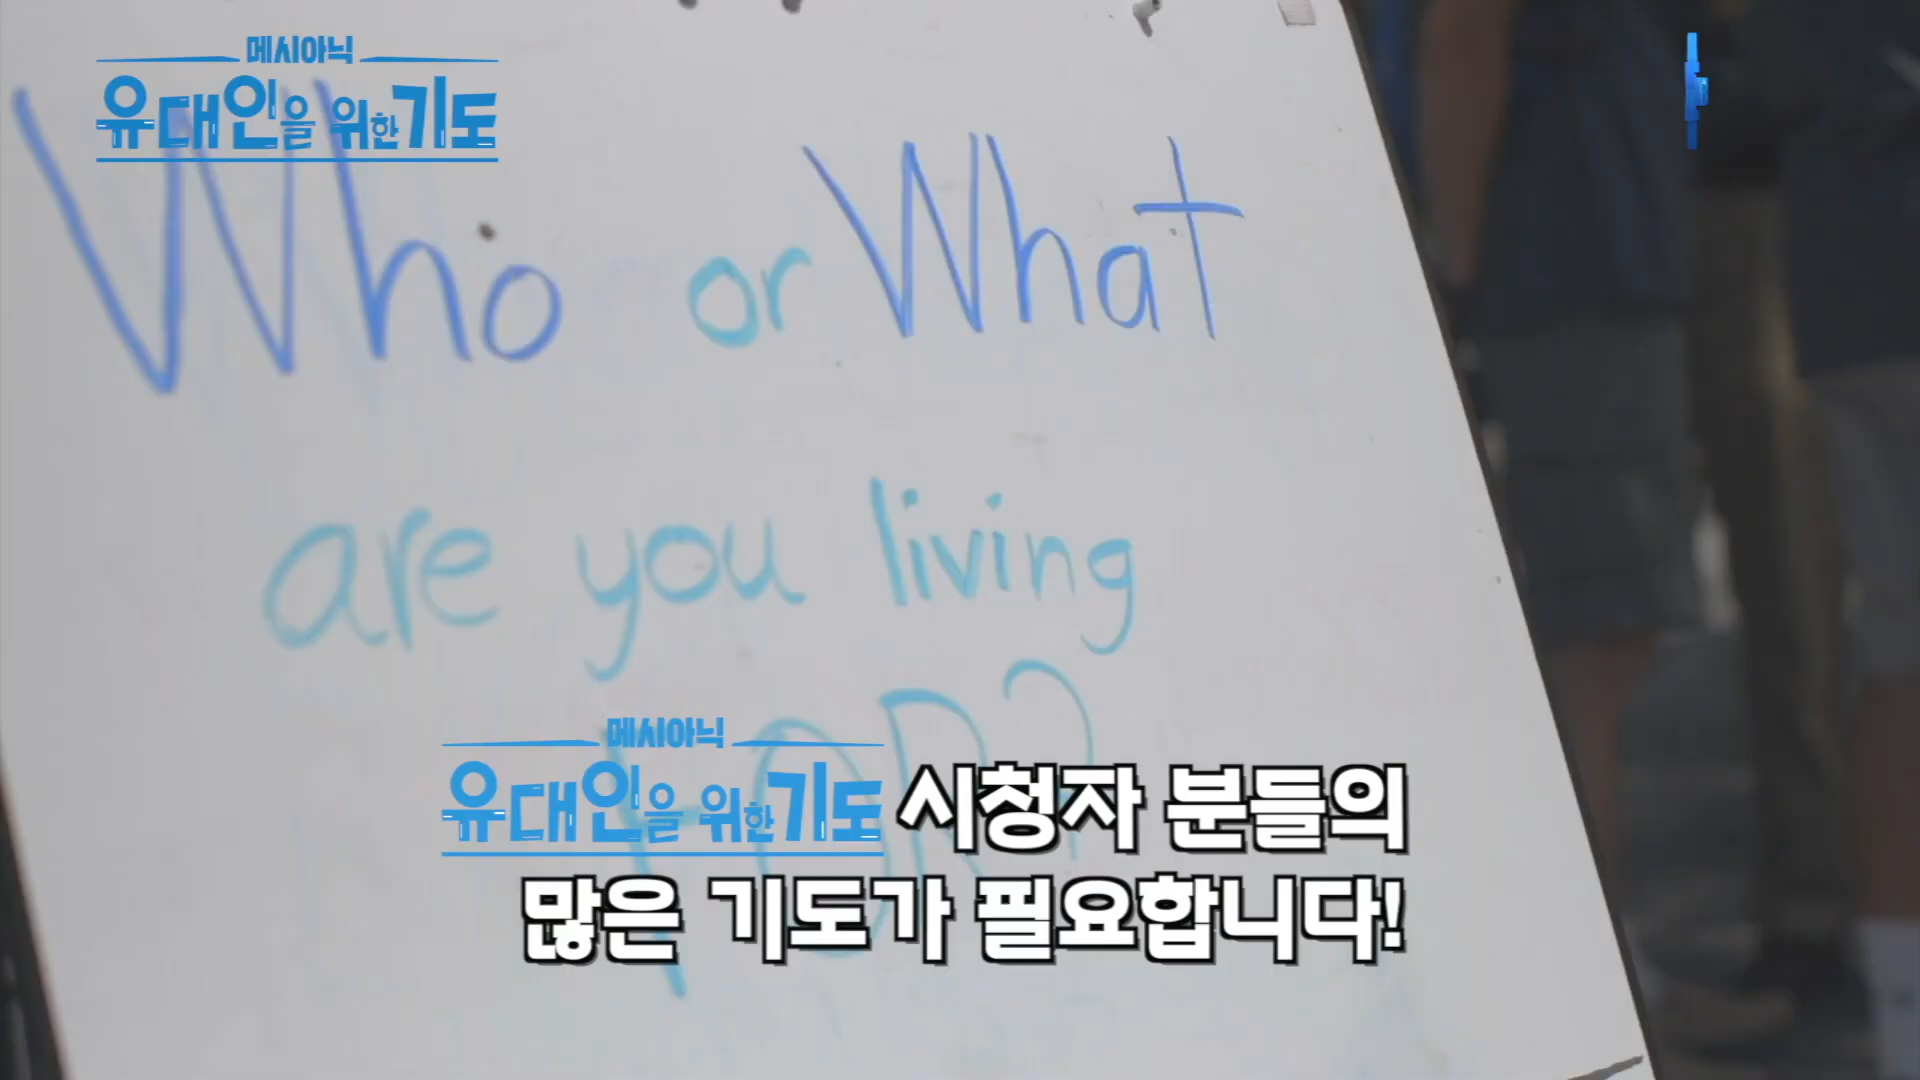 메시아닉
유대인을 위한기도
Who or What
are you living
FOR?
메시아닉
유대인을 위한기도 시청자 분들의
많은 기도가 필요합니다!